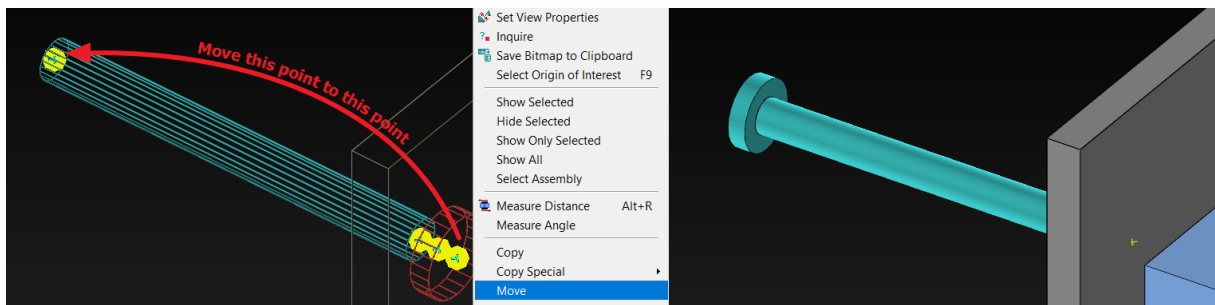 Move this point to this point
Set View Properties
Inquire
Save Bitmap to Clipboard
Select Origin of Interest F9
Show Selected
Hide Selected
Show Only Selected
Show All
Select Assembly
Measure Distance Alt+R
Measure Angle
Copy
Copy Special
Move